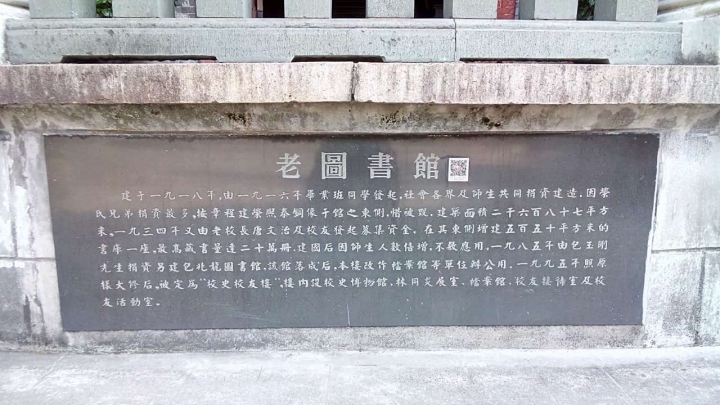 老圖書館
建于一九一八年,由一九一六年畢業班同學發起,社會各界及師生共同捐資建造,因榮
氏兄弟捐資最多,按章程建榮熙泰銅像于館之東側,惜被毀,建築面積二千六百八十七平方
米。一九三四年又由老校長唐文治及校友發起募集資金,在其東側增建五百五十平方米的
書庫一座,最高藏書量達二十萬冊,建國后因師生人數倍增,不敷應用,一九八五年由包玉剛
先生捐資另建包兆龍圖書館,該館落成后,本樓改作檔案館等單位辦公用,一九九五年照原
樣大修后,被定爲“校史校友樓”,樓内設校史博物館、林同炎展室、檔案館、校友接待室及校
友活動室。